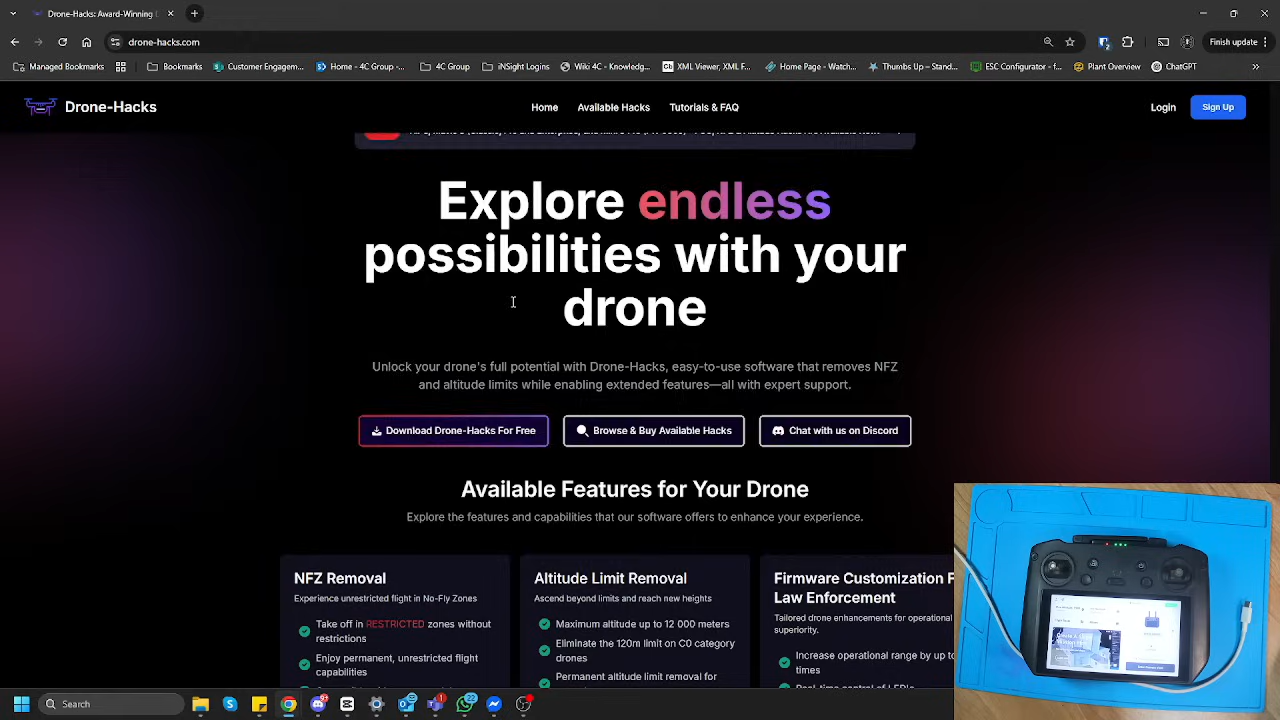 Drone-Hacks: Award-Winning
drone-hacks.com
Finish update
Managed Bookmarks
Bookmarks
Customer Engagem...
Home - 4C Group -...
4C Group
iNSight Logins
Wiki 4C - Knowledg...
XML Viewer, XML F...
Home Page - Watch...
Thumbs Up – Stand...
ESC Configurator - f...
Plant Overview
ChatGPT
Drone-Hacks
Home
Available Hacks
Tutorials & FAQ
Login
Sign Up
Explore endless
possibilities with your
drone
Unlock your drone's full potential with Drone-Hacks, easy-to-use software that removes NFZ
and altitude limits while enabling extended features—all with expert support.
Download Drone-Hacks For Free
Browse & Buy Available Hacks
Chat with us on Discord
Available Features for Your Drone
Explore the features and capabilities that our software offers to enhance your experience.
NFZ Removal
Experience unrestricted flight in No-Fly Zones
Take off in RESTRICTED zones without
restrictions
Enjoy permanent, unrestricted flight
capabilities
Altitude Limit Removal
Ascend beyond limits and reach new heights
Maximum altitude up to 12 000 meters
Eliminate the 120m limit on C0 category
drones
Permanent altitude limit removal for
Firmware Customization F
Law Enforcement
Tailored drone enhancements for operational
superiority.
Increase operational range by up to
times
Search